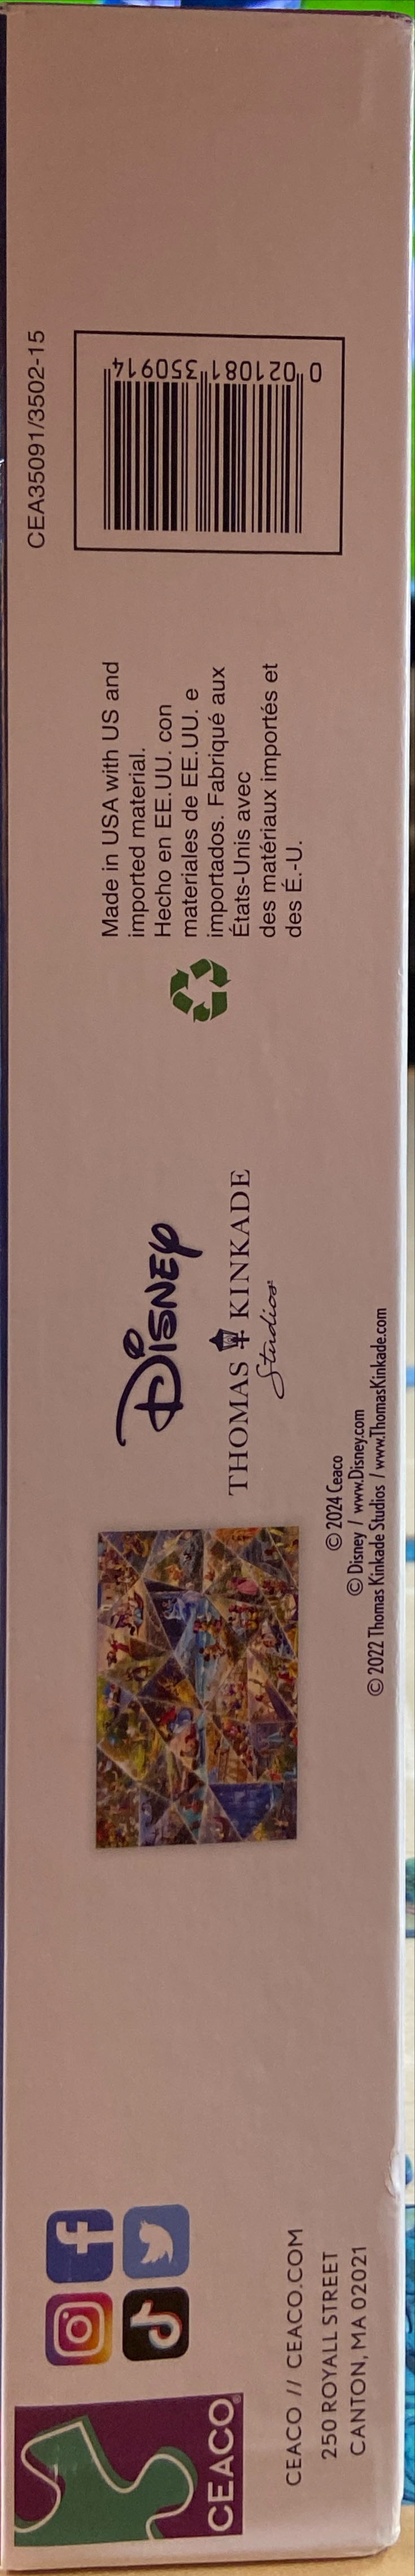 CEACO
CEACO // CEACO.COM
250 ROYALL STREET
CANTON, MA 02021
DISNEY
THOMAS KINKADE
Studios
© 2024 Ceaco
© Disney / www.Disney.com
© 2022 Thomas Kinkade Studios / www.ThomasKinkade.com
Made in USA with US and
imported material.
Hecho en EE.UU. con
materiales de EE.UU. e
importados. Fabriqué aux
États-Unis avec
des matériaux importés et
des É.-U.
CEA35091/3502-15
0 021081 350914